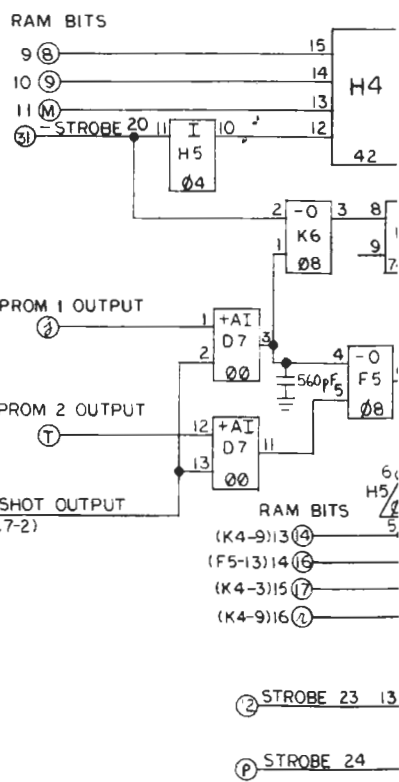 RAM BITS
9 8 15
10 9 14 H4
11 M 13
31 -STROBE 20 11 I 10 12
H5
42
Ø4
2 -O 3 8
K6
1 9
Ø8 7
PROM 1 OUTPUT
j 1 +AI
D7 3
2 4 -O
ØØ 560pF F5
5
PROM 2 OUTPUT Ø8
T 12 +AI
D7 11
13
ØØ
SHOT OUTPUT
7-2)
6
H5
5
RAM BITS
(K4-9)13 14
(F5-13)14 16
(K4-3)15 17
(K4-9)16
STROBE 23 13
P STROBE 24